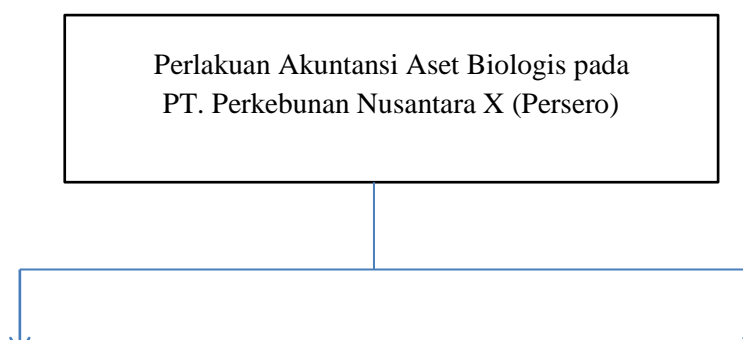 Perlakuan Akuntansi Aset Biologis pada
PT. Perkebunan Nusantara X (Persero)